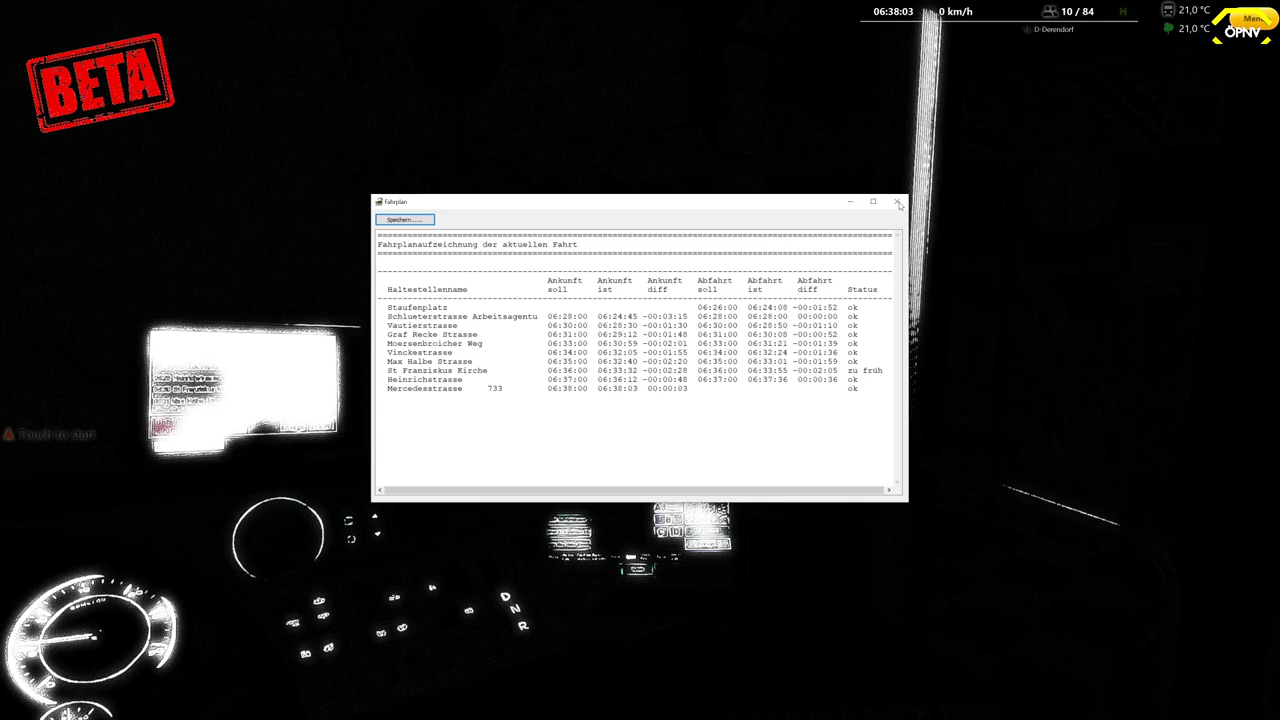 06:38:03 0 km/h 10 / 84 H 21,0 °C
D-Derendorf 21,0 °C
Menü
ÖPNV
BETA
Fahrplan
Speichern......
Fahrplanaufzeichnung der aktuellen Fahrt
Ankunft Ankunft Ankunft Abfahrt Abfahrt Abfahrt
Haltestellenname soll ist diff soll ist diff Status
Staufenplatz 06:26:00 06:24:08 -00:01:52 ok
Schlueterstrasse Arbeitsagentu 06:28:00 06:24:45 -00:03:15 06:28:00 06:28:00 00:00:00 ok
Vautierstrasse 06:30:00 06:28:30 -00:01:30 06:30:00 06:28:50 -00:01:10 ok
Graf Recke Strasse 06:31:00 06:29:12 -00:01:48 06:31:00 06:30:08 -00:00:52 ok
Moersenbroicher Weg 06:33:00 06:30:59 -00:02:01 06:33:00 06:31:21 -00:01:39 ok
Vinckestrasse 06:34:00 06:32:05 -00:01:55 06:34:00 06:32:24 -00:01:36 ok
Max Halbe Strasse 06:35:00 06:32:40 -00:02:20 06:35:00 06:33:01 -00:01:59 ok
St Franziskus Kirche 06:36:00 06:33:32 -00:02:28 06:36:00 06:33:55 -00:02:05 zu früh
Heinrichstrasse 06:37:00 06:36:12 -00:00:48 06:37:00 06:37:36 00:00:36 ok
Mercedesstrasse 733 06:38:00 06:38:03 00:00:03 ok
Touch to start
D
N
R